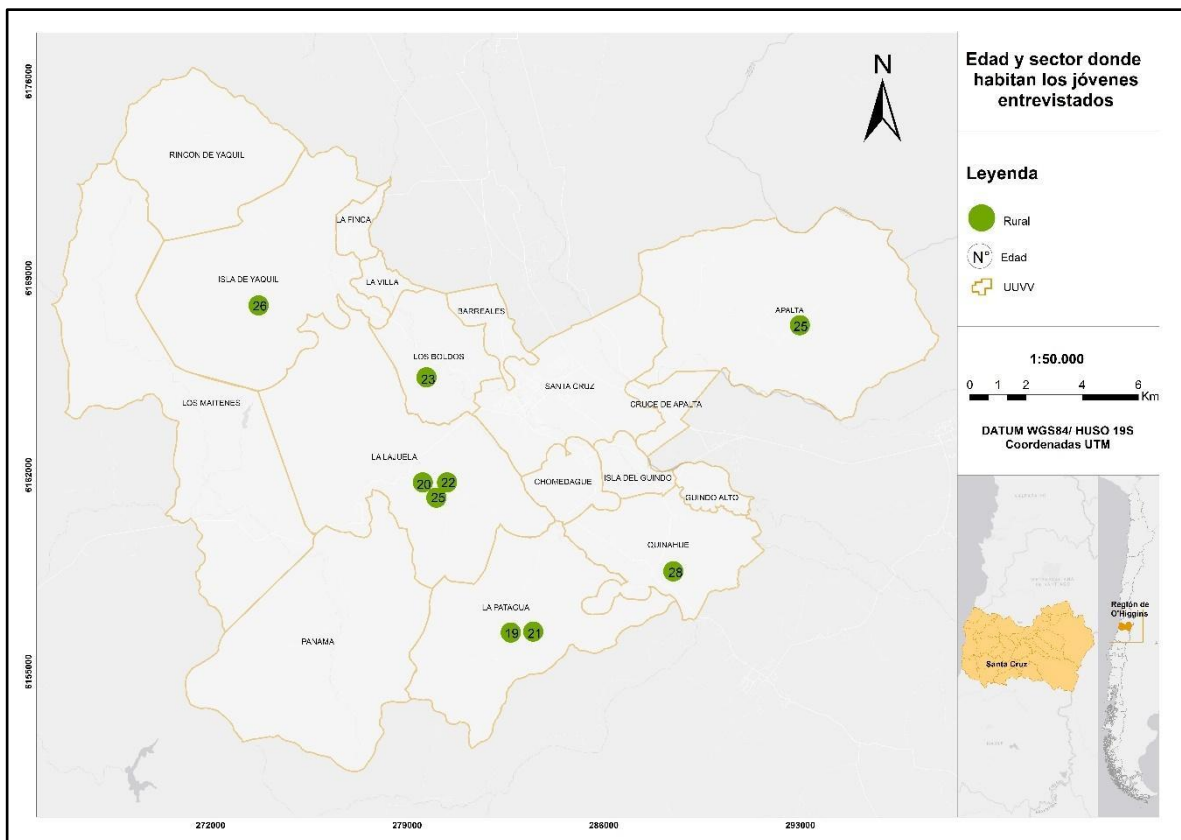 Edad y sector donde
habitan los jóvenes
entrevistados
Leyenda
Rural
N° Edad
UUVV
1:50.000
0 1 2 4 6
Km
DATUM WGS84/ HUSO 19S
Coordenadas UTM
Región de
O'Higgins
Santa Cruz
N
6176000
6169000
6162000
6155000
272000
279000
286000
293000
RINCON DE YAQUIL
LA FINCA
ISLA DE YAQUIL
26
LA VILLA
BARREALES
APALTA
25
LOS BOLDOS
23
SANTA CRUZ
LOS MAITENES
CRUCE DE APALTA
LA LAJUELA
20
22
25
CHOMEDAQUE
ISLA DEL GUINDO
GUINDO ALTO
QUINAHUE
28
LA PATAGUA
19
21
PANAMA